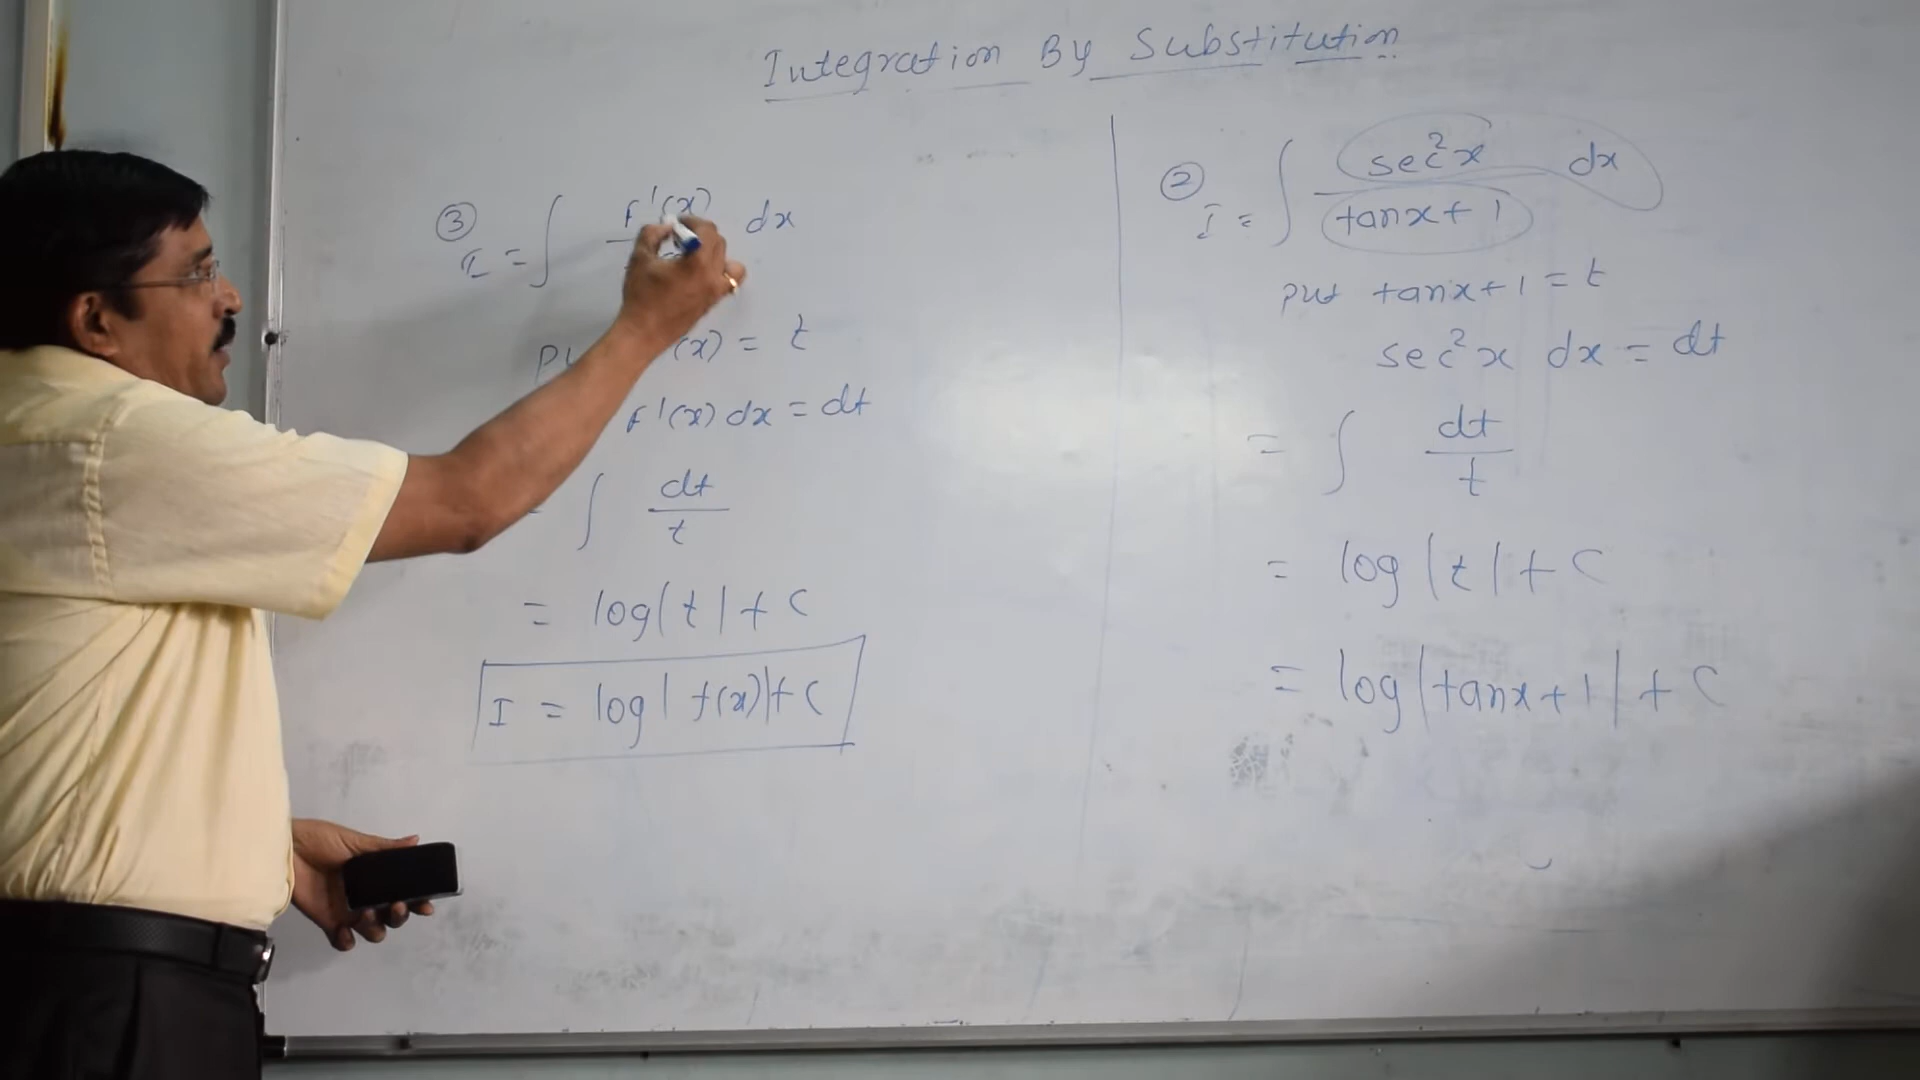 Integration By Substitution
③ I = ∫ f'(x) dx
(x) = t
f'(x) dx = dt
∫ dt/t
= log|t| + c
I = log|f(x)| + c
② I = ∫ sec²x dx / tanx + 1
put tanx + 1 = t
sec²x dx = dt
= ∫ dt/t
= log|t| + c
= log|tanx + 1| + c